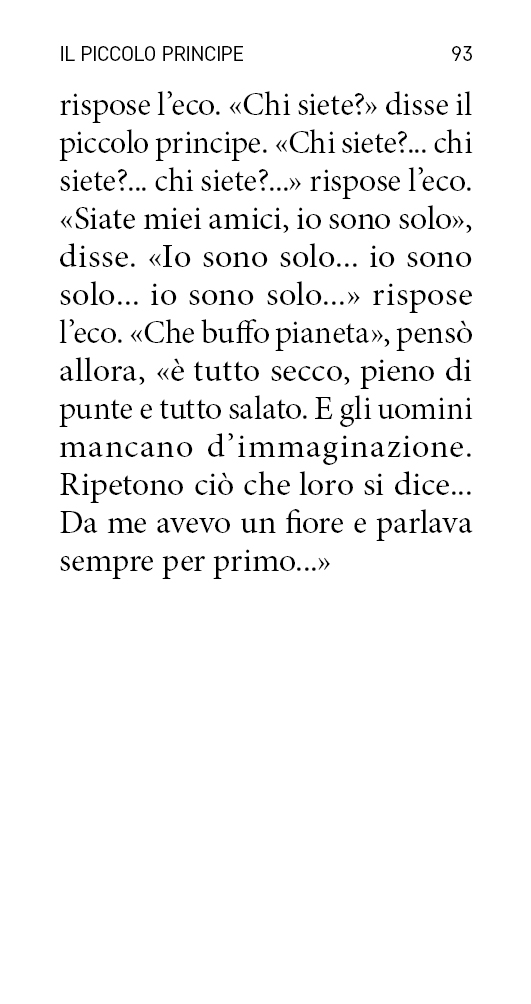 IL PICCOLO PRINCIPE 93
rispose l’eco. «Chi siete?» disse il
piccolo principe. «Chi siete?... chi
siete?... chi siete?...» rispose l’eco.
«Siate miei amici, io sono solo»,
disse. «Io sono solo... io sono
solo... io sono solo...» rispose
l’eco. «Che buffo pianeta», pensò
allora, «è tutto secco, pieno di
punte e tutto salato. E gli uomini
mancano d’immaginazione.
Ripetono ciò che loro si dice...
Da me avevo un fiore e parlava
sempre per primo...»